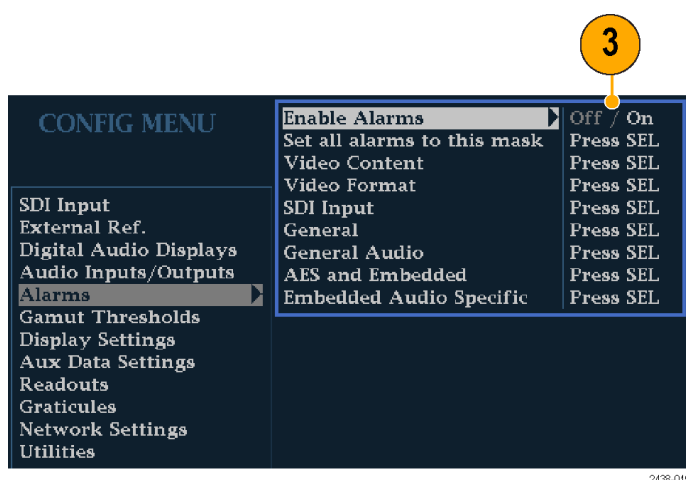 3
CONFIG MENU
Enable Alarms Off / On
Set all alarms to this mask Press SEL
Video Content Press SEL
Video Format Press SEL
SDI Input Press SEL
General Press SEL
General Audio Press SEL
AES and Embedded Press SEL
Embedded Audio Specific Press SEL
SDI Input
External Ref.
Digital Audio Displays
Audio Inputs/Outputs
Alarms
Gamut Thresholds
Display Settings
Aux Data Settings
Readouts
Graticules
Network Settings
Utilities